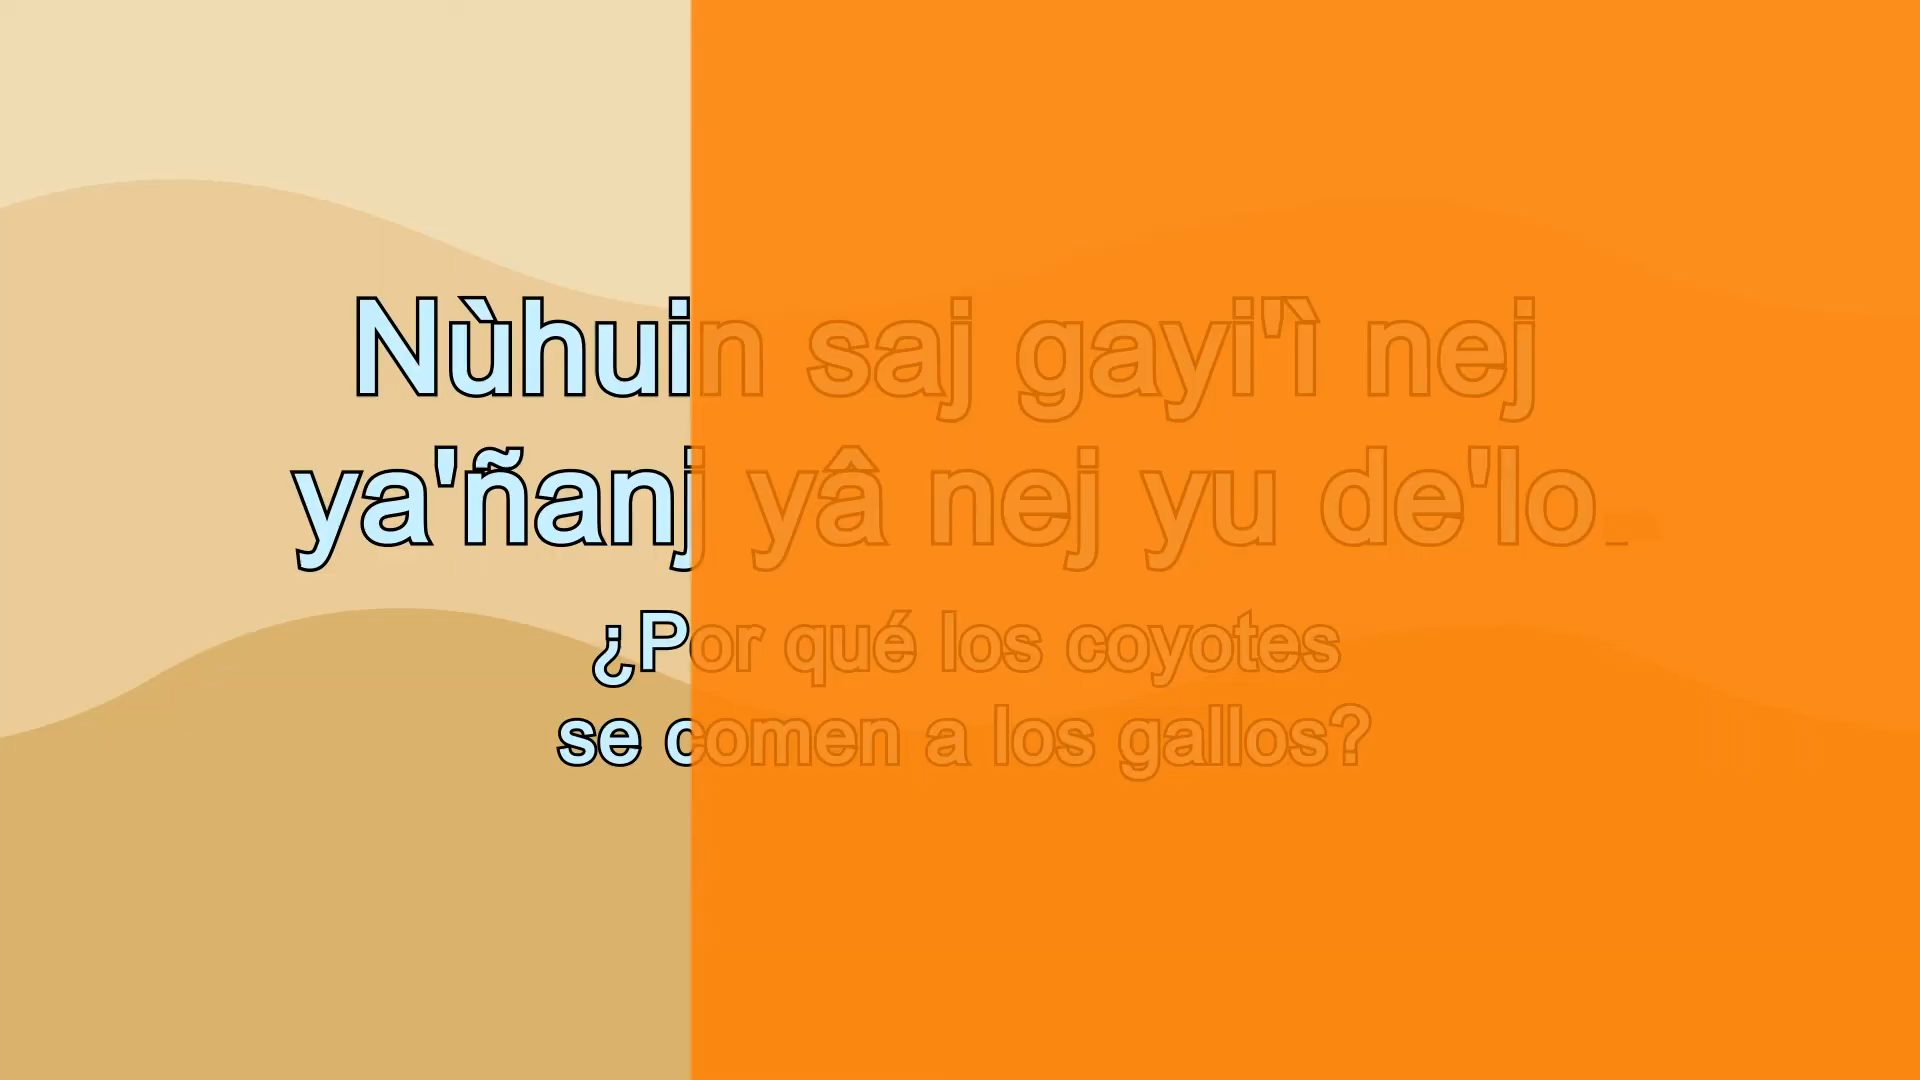 Nùhuin saj gayi'ì nej
ya'ñanj yâ nej yu de'lo.
¿Por qué los coyotes
se comen a los gallos?